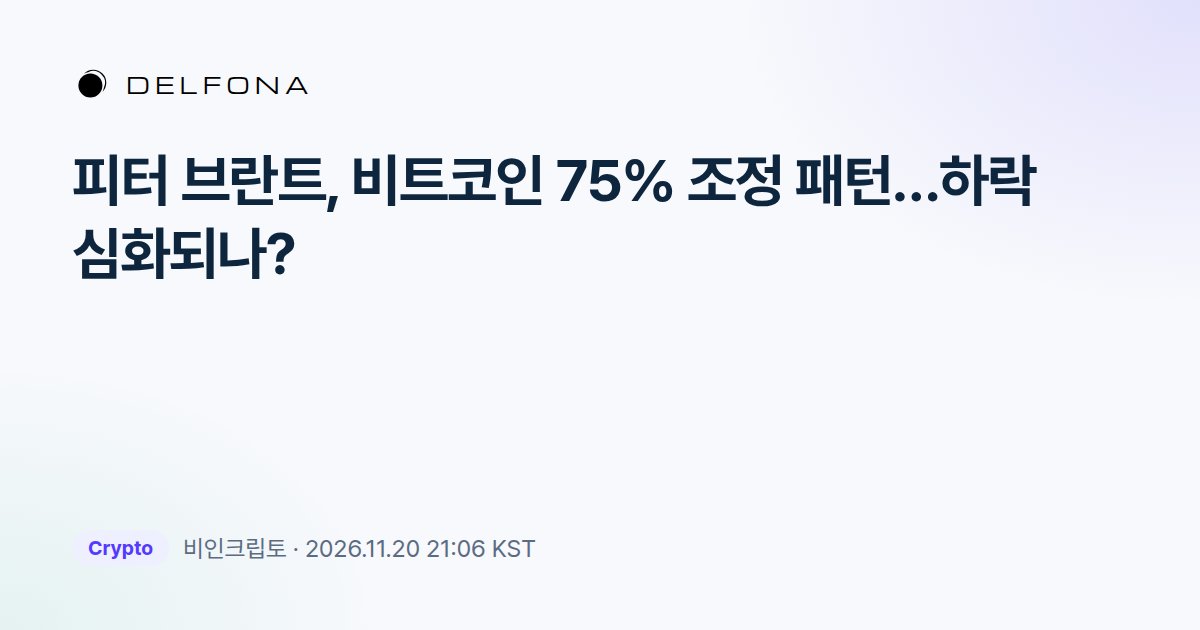 DELFONA
피터 브란트, 비트코인 75% 조정 패턴…하락
심화되나?
Crypto 비인크립토 · 2026.11.20 21:06 KST